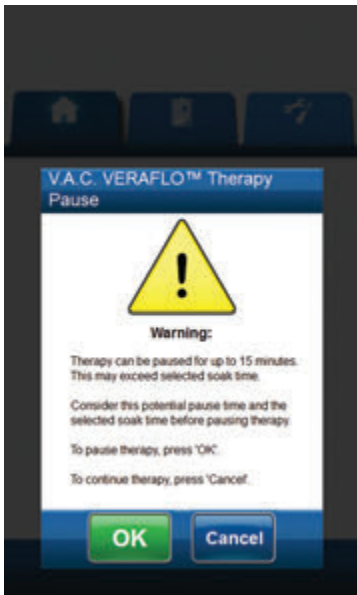 V.A.C. VERAFLO™ Therapy
Pause
Warning:
Therapy can be paused for up to 15 minutes.
This may exceed selected soak time.
Consider this potential pause time and the
selected soak time before pausing therapy.
To pause therapy, press 'OK'.
To continue therapy, press 'Cancel'.
OK
Cancel